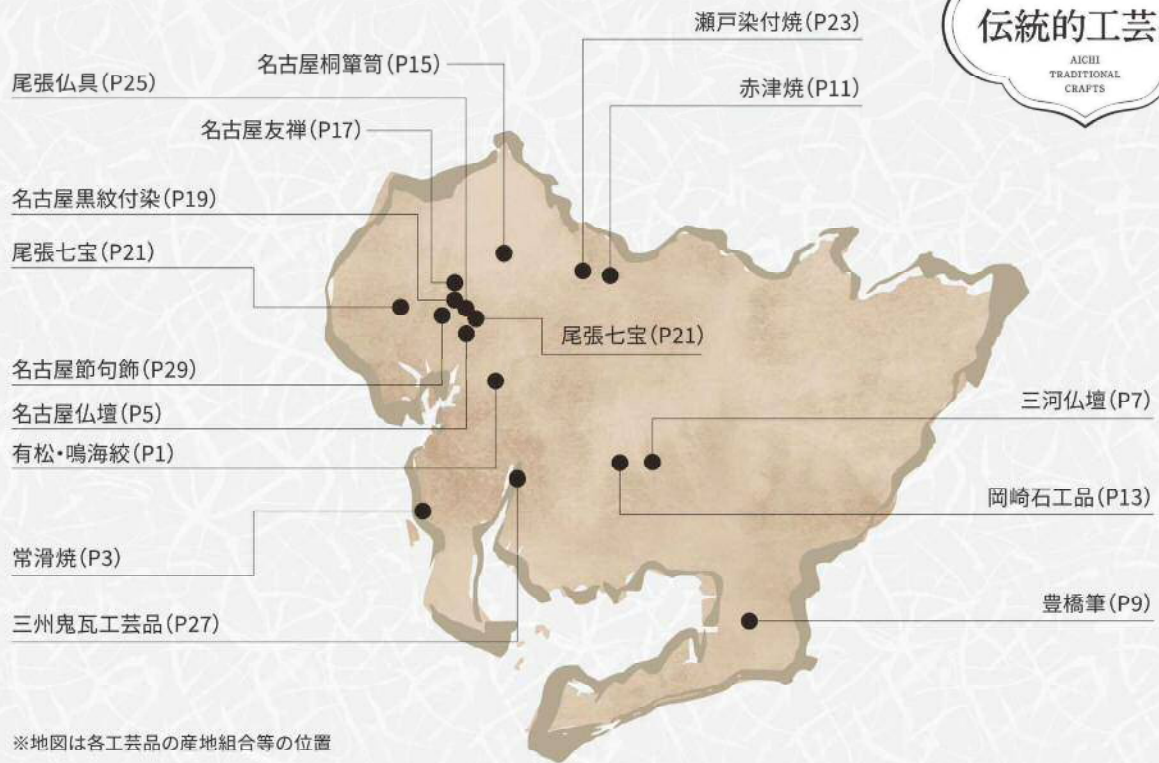 伝統的工芸
AICHI
TRADITIONAL
CRAFTS
瀬戸染付焼(P23)
名古屋桐簞笥(P15)
尾張仏具(P25)
赤津焼(P11)
名古屋友禅(P17)
名古屋黒紋付染(P19)
尾張七宝(P21)
尾張七宝(P21)
名古屋節句飾(P29)
名古屋仏壇(P5)
三河仏壇(P7)
有松・鳴海絞(P1)
岡崎石工品(P13)
常滑焼(P3)
豊橋筆(P9)
三州鬼瓦工芸品(P27)
※地図は各工芸品の産地組合等の位置